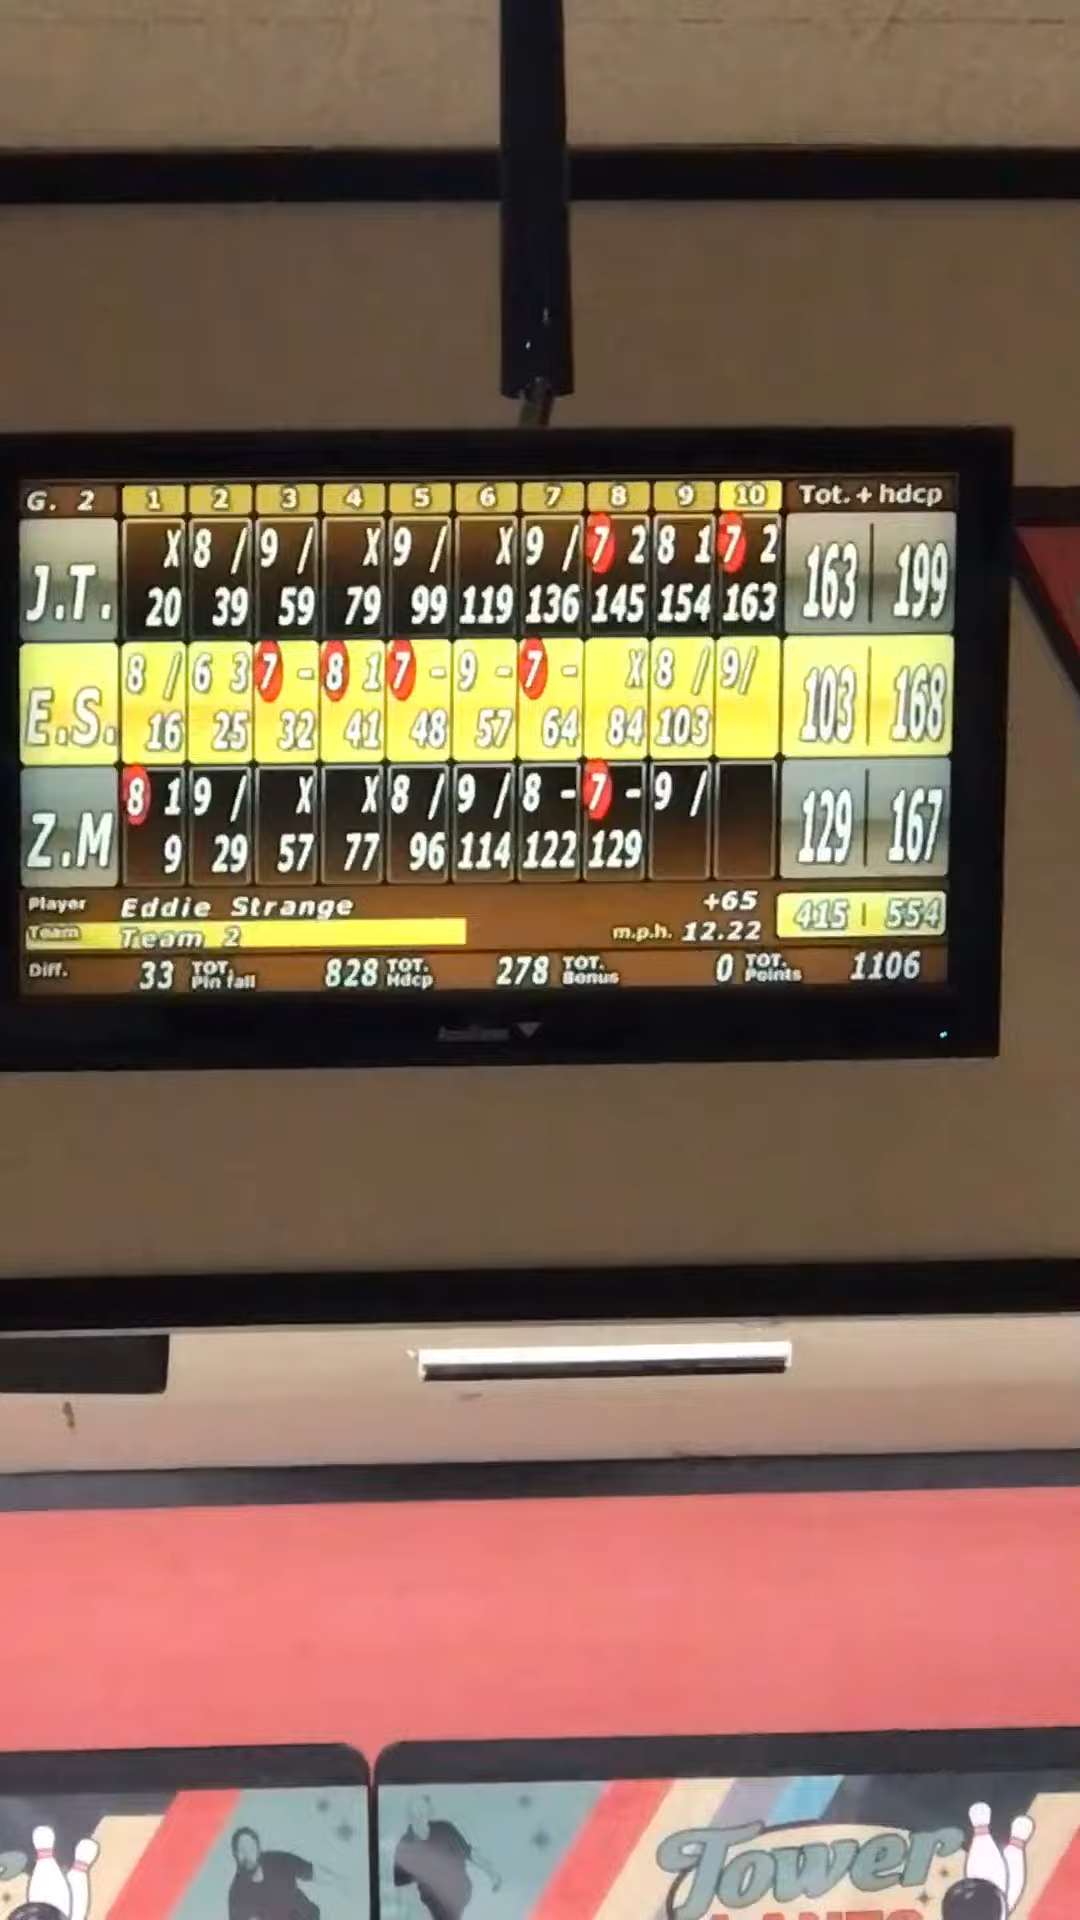 G. 2 1 2 3 4 5 6 7 8 9 10 Tot. + hdcp
J.T. X 8 / 9 / X 9 / X 9 / 7 2 8 1 7 2
20 39 59 79 99 119 136 145 154 163 163 199
E.S. 8 / 6 3 7 - 8 1 7 - 9 - 7 - X 8 / 9/
16 25 32 41 48 57 64 84 103 103 168
Z.M 8 1 9 / X X 8 / 9 / 8 - 7 - 9 /
9 29 57 77 96 114 122 129 129 167
Player Eddie Strange +65 415 554
Team Team 2 m.p.h. 12.22
Diff. 33 TOT. Pin fall 828 TOT. Hdcp 278 TOT. Bonus 0 TOT. Points 1106
Tower
LANES